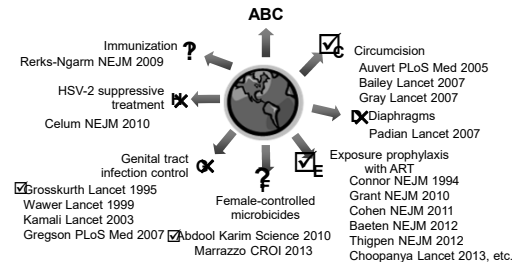 ABC
Immunization
?
Rerks-Ngarm NEJM 2009
C
Circumcision
Auvert PLoS Med 2005
Bailey Lancet 2007
Gray Lancet 2007
HSV-2 suppressive
treatment
Celum NEJM 2010
D
Diaphragms
Padian Lancet 2007
Genital tract
infection control
G
Grosskurth Lancet 1995
Wawer Lancet 1999
Kamali Lancet 2003
Gregson PLoS Med 2007
?
F
Female-controlled
microbicides
Abdool Karim Science 2010
Marrazzo CROI 2013
E
Exposure prophylaxis
with ART
Connor NEJM 1994
Grant NEJM 2010
Cohen NEJM 2011
Baeten NEJM 2012
Thigpen NEJM 2012
Choopanya Lancet 2013, etc.